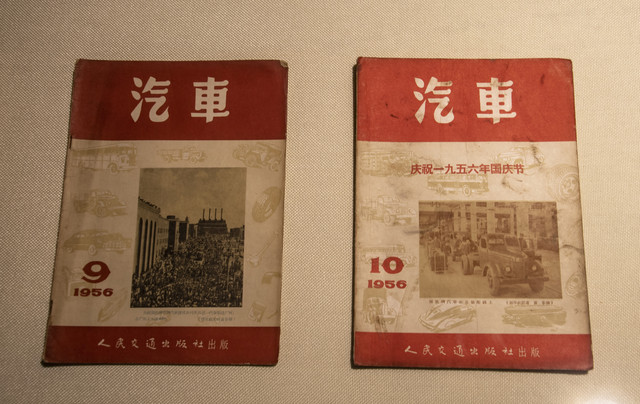 汽車
9
1956
人民交通出版社出版
汽車
庆祝一九五六年国庆节
10
1956
人民交通出版社出版